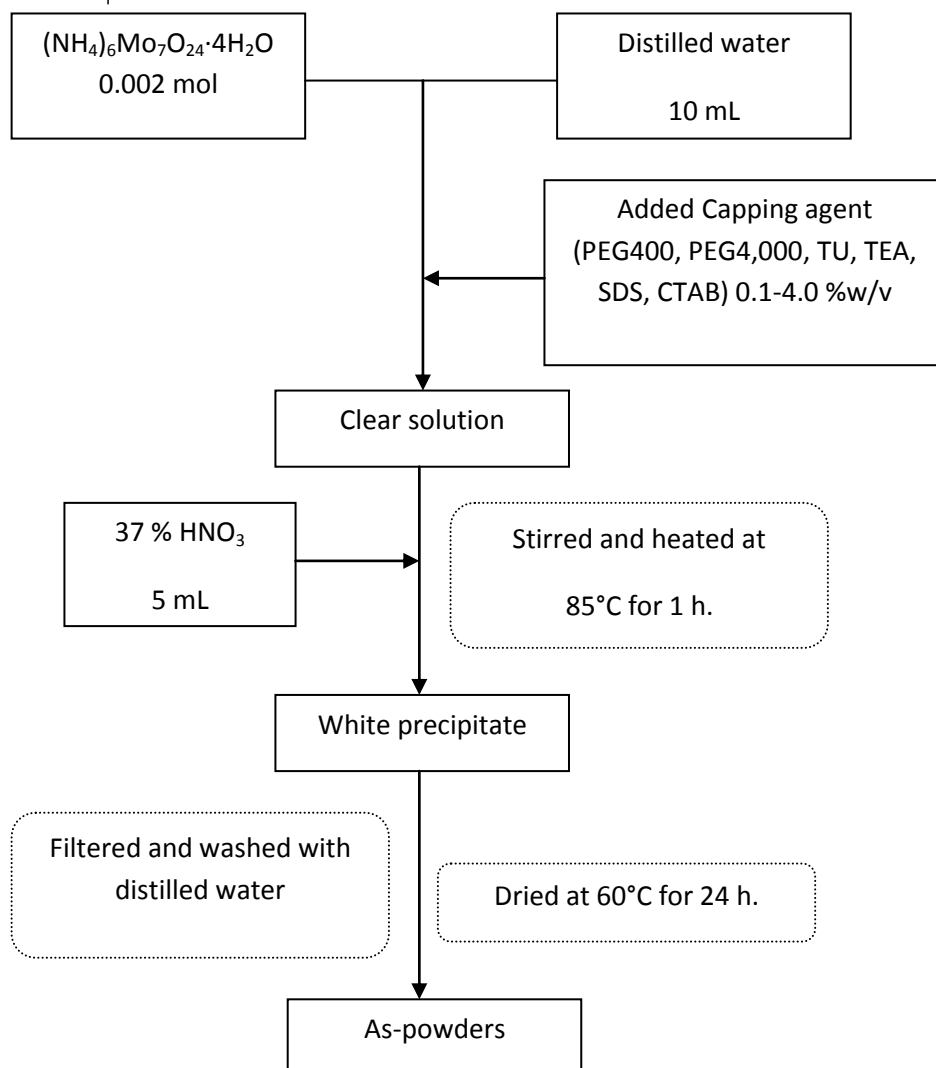 (NH₄)₆Mo₇O₂₄·4H₂O
0.002 mol
Distilled water
10 mL
Added Capping agent
(PEG400, PEG4,000, TU, TEA,
SDS, CTAB) 0.1-4.0 %w/v
Clear solution
37 % HNO₃
5 mL
Stirred and heated at
85°C for 1 h.
White precipitate
Filtered and washed with
distilled water
Dried at 60°C for 24 h.
As-powders